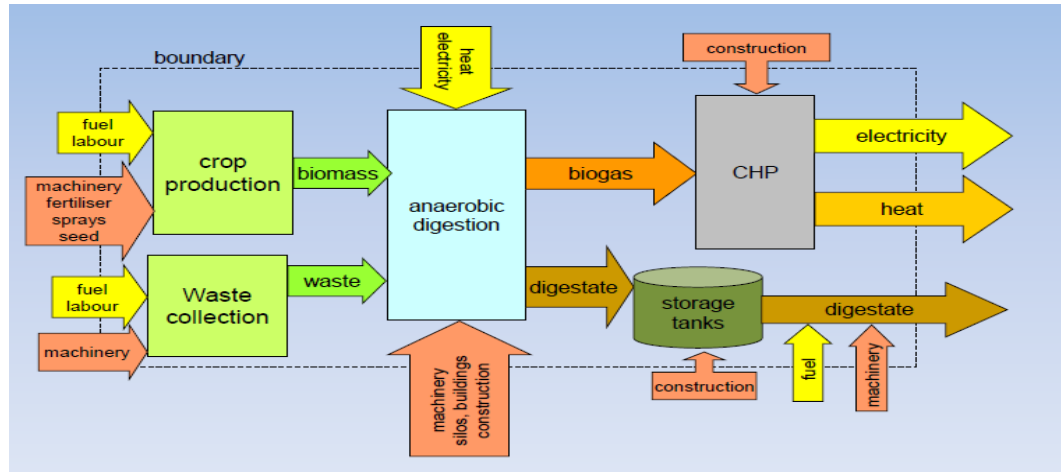 boundary
heat
electricity
construction
fuel
labour
crop
production
biomass
machinery
fertiliser
sprays
seed
anaerobic
digestion
biogas
CHP
electricity
heat
fuel
labour
Waste
collection
waste
machinery
digestate
storage
tanks
digestate
machinery
silos, buildings
construction
construction
fuel
machinery